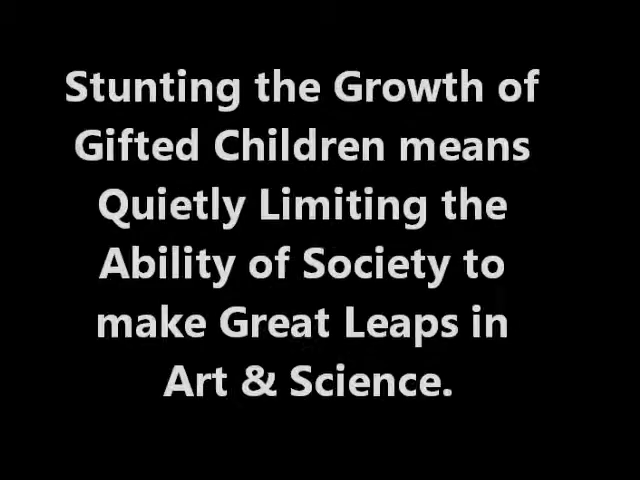 Stunting the Growth of
Gifted Children means
Quietly Limiting the
Ability of Society to
make Great Leaps in
Art & Science.